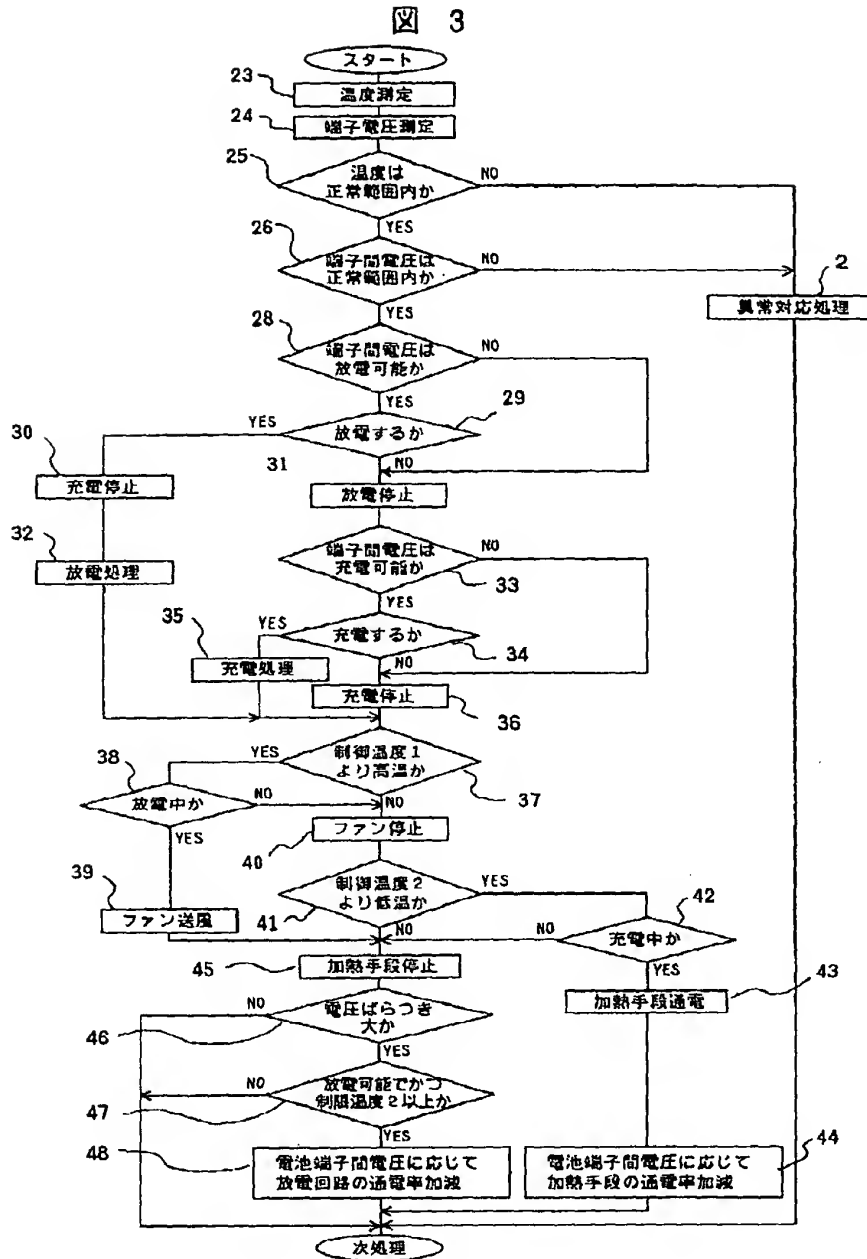 図 3
スタート
23
温度測定
24
端子電圧測定
25
温度は
正常範囲内か
NO
YES
26
端子間電圧は
正常範囲内か
NO
2
異常対応処理
YES
28
端子間電圧は
放電可能か
NO
YES
29
YES
放電するか
30
31
NO
充電停止
放電停止
32
放電処理
端子間電圧は
充電可能か
NO
33
YES
35
YES
充電するか
34
充電処理
NO
充電停止
36
YES
制御温度1
より高温か
37
38
放電中か
NO
NO
YES
ファン停止
40
39
ファン送風
制御温度2
より低温か
YES
41
42
NO
NO
充電中か
45
加熱手段停止
YES
43
加熱手段通電
NO
電圧ばらつき
大か
46
YES
NO
放電可能でかつ
制限温度2以上か
47
YES
48
電池端子間電圧に応じて
放電回路の通電率加減
電池端子間電圧に応じて
加熱手段の通電率加減
44
次処理